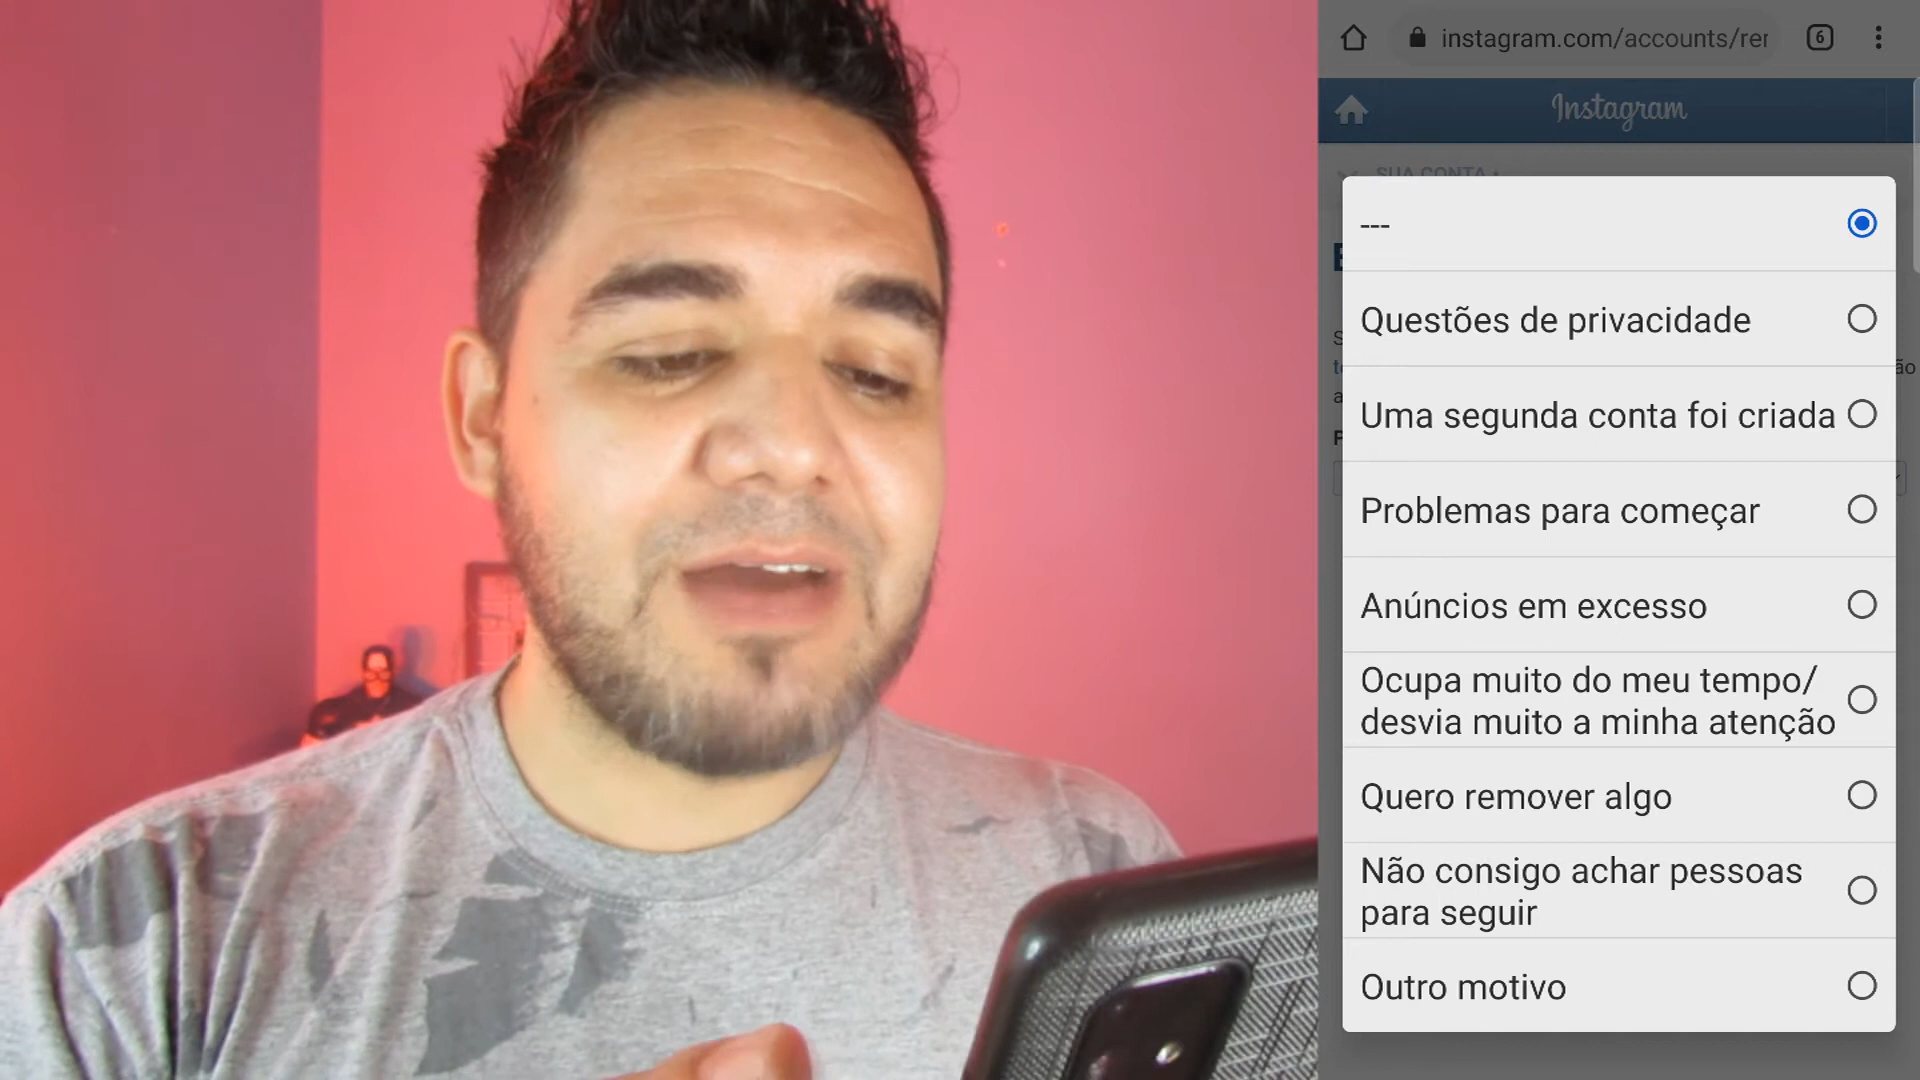 instagram.com/accounts/rer
6
Instagram
SUA CONTA
---
Questões de privacidade
Uma segunda conta foi criada
Problemas para começar
Anúncios em excesso
Ocupa muito do meu tempo/
desvia muito a minha atenção
Quero remover algo
Não consigo achar pessoas
para seguir
Outro motivo